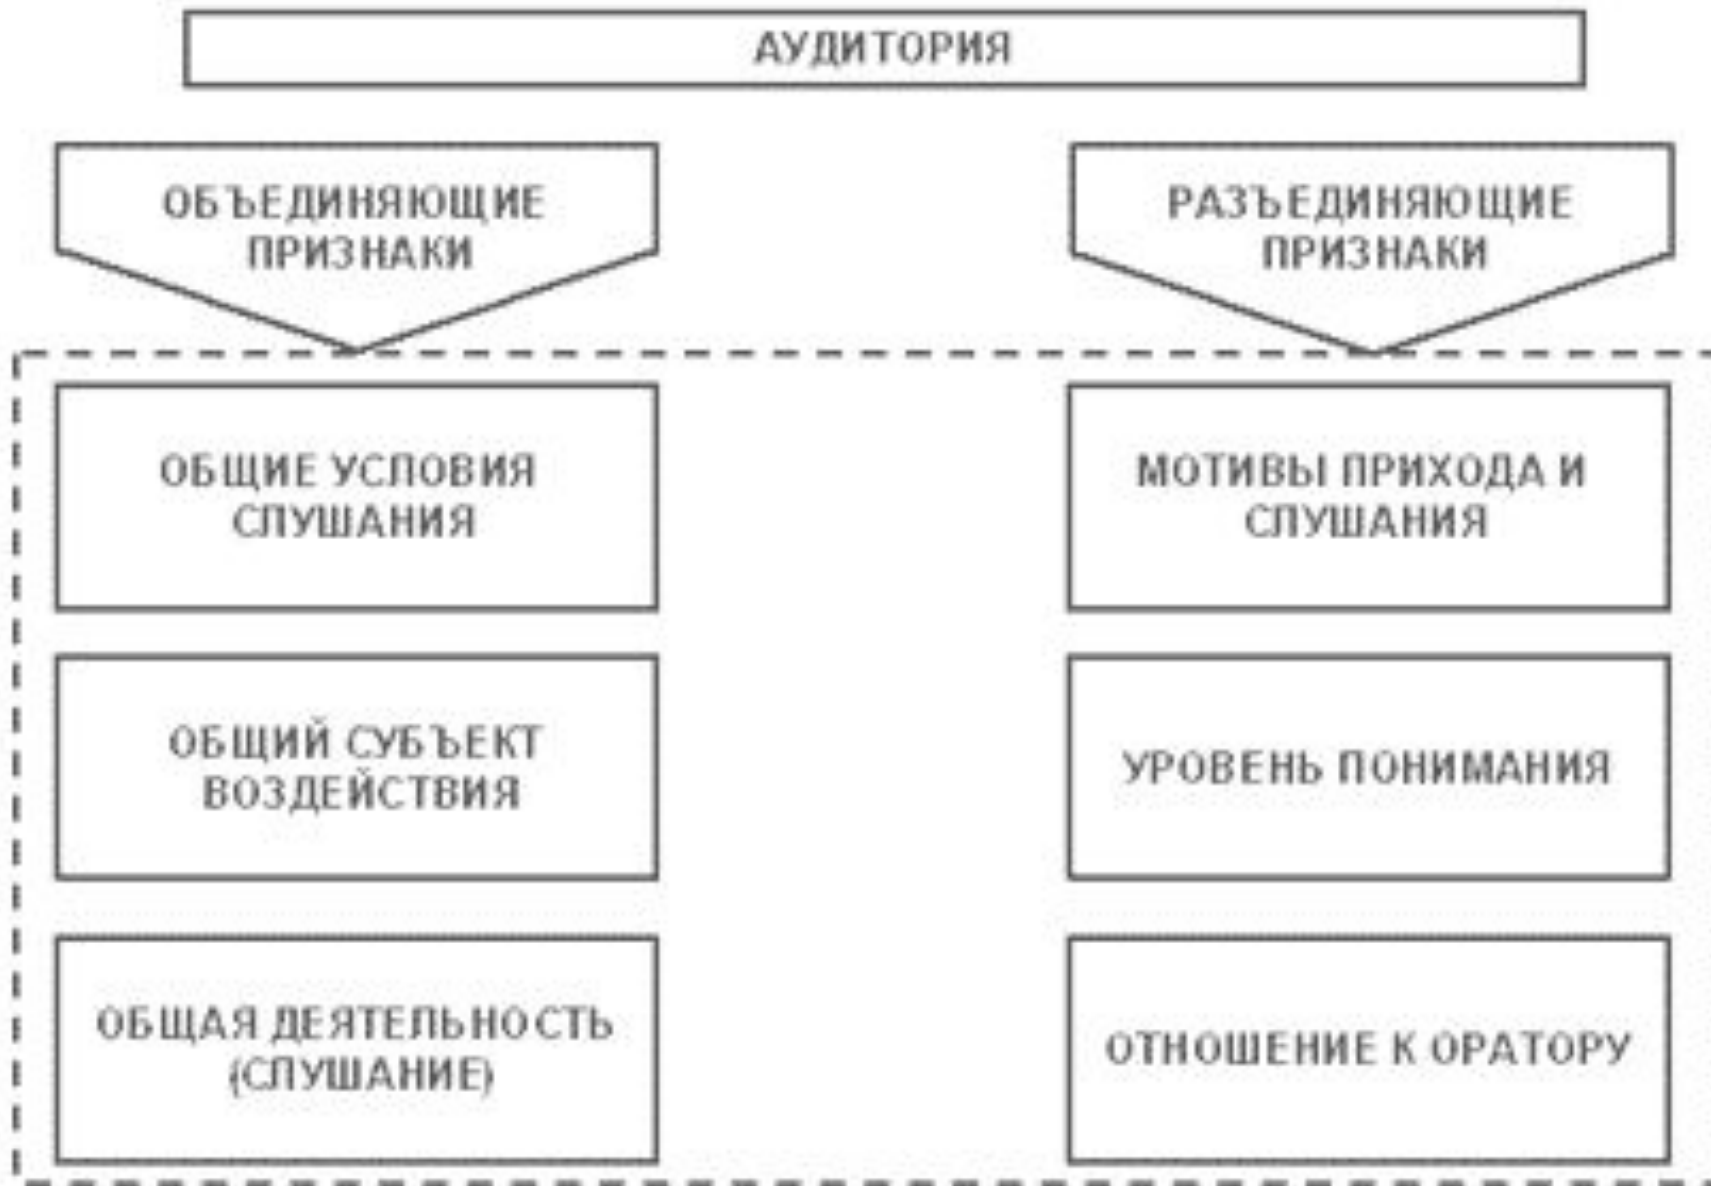 АУДИТОРИЯ
ОБЪЕДИНЯЮЩИЕ
ПРИЗНАКИ
РАЗЪЕДИНЯЮЩИЕ
ПРИЗНАКИ
ОБЩИЕ УСЛОВИЯ
СЛУШАНИЯ
МОТИВЫ ПРИХОДА И
СЛУШАНИЯ
ОБЩИЙ СУБЪЕКТ
ВОЗДЕЙСТВИЯ
УРОВЕНЬ ПОНИМАНИЯ
ОБЩАЯ ДЕЯТЕЛЬНОСТЬ
(СЛУШАНИЕ)
ОТНОШЕНИЕ К ОРАТОРУ